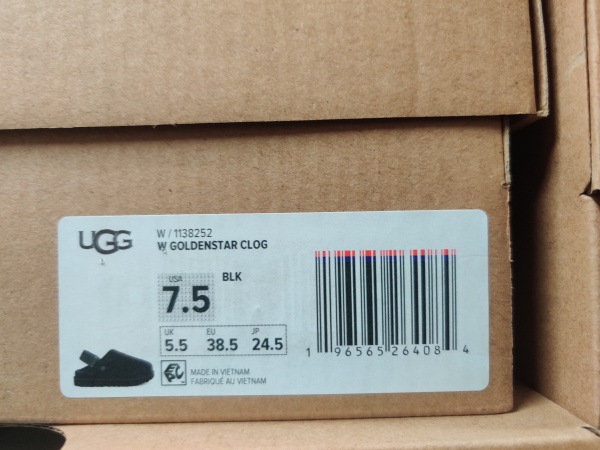 UGG
W / 1138252
W GOLDENSTAR CLOG
USA
BLK
7.5
UK EU JP
5.5 38.5 24.5
MADE IN VIETNAM
FABRIQUÉ AU VIETNAM
1 96565 26408 4